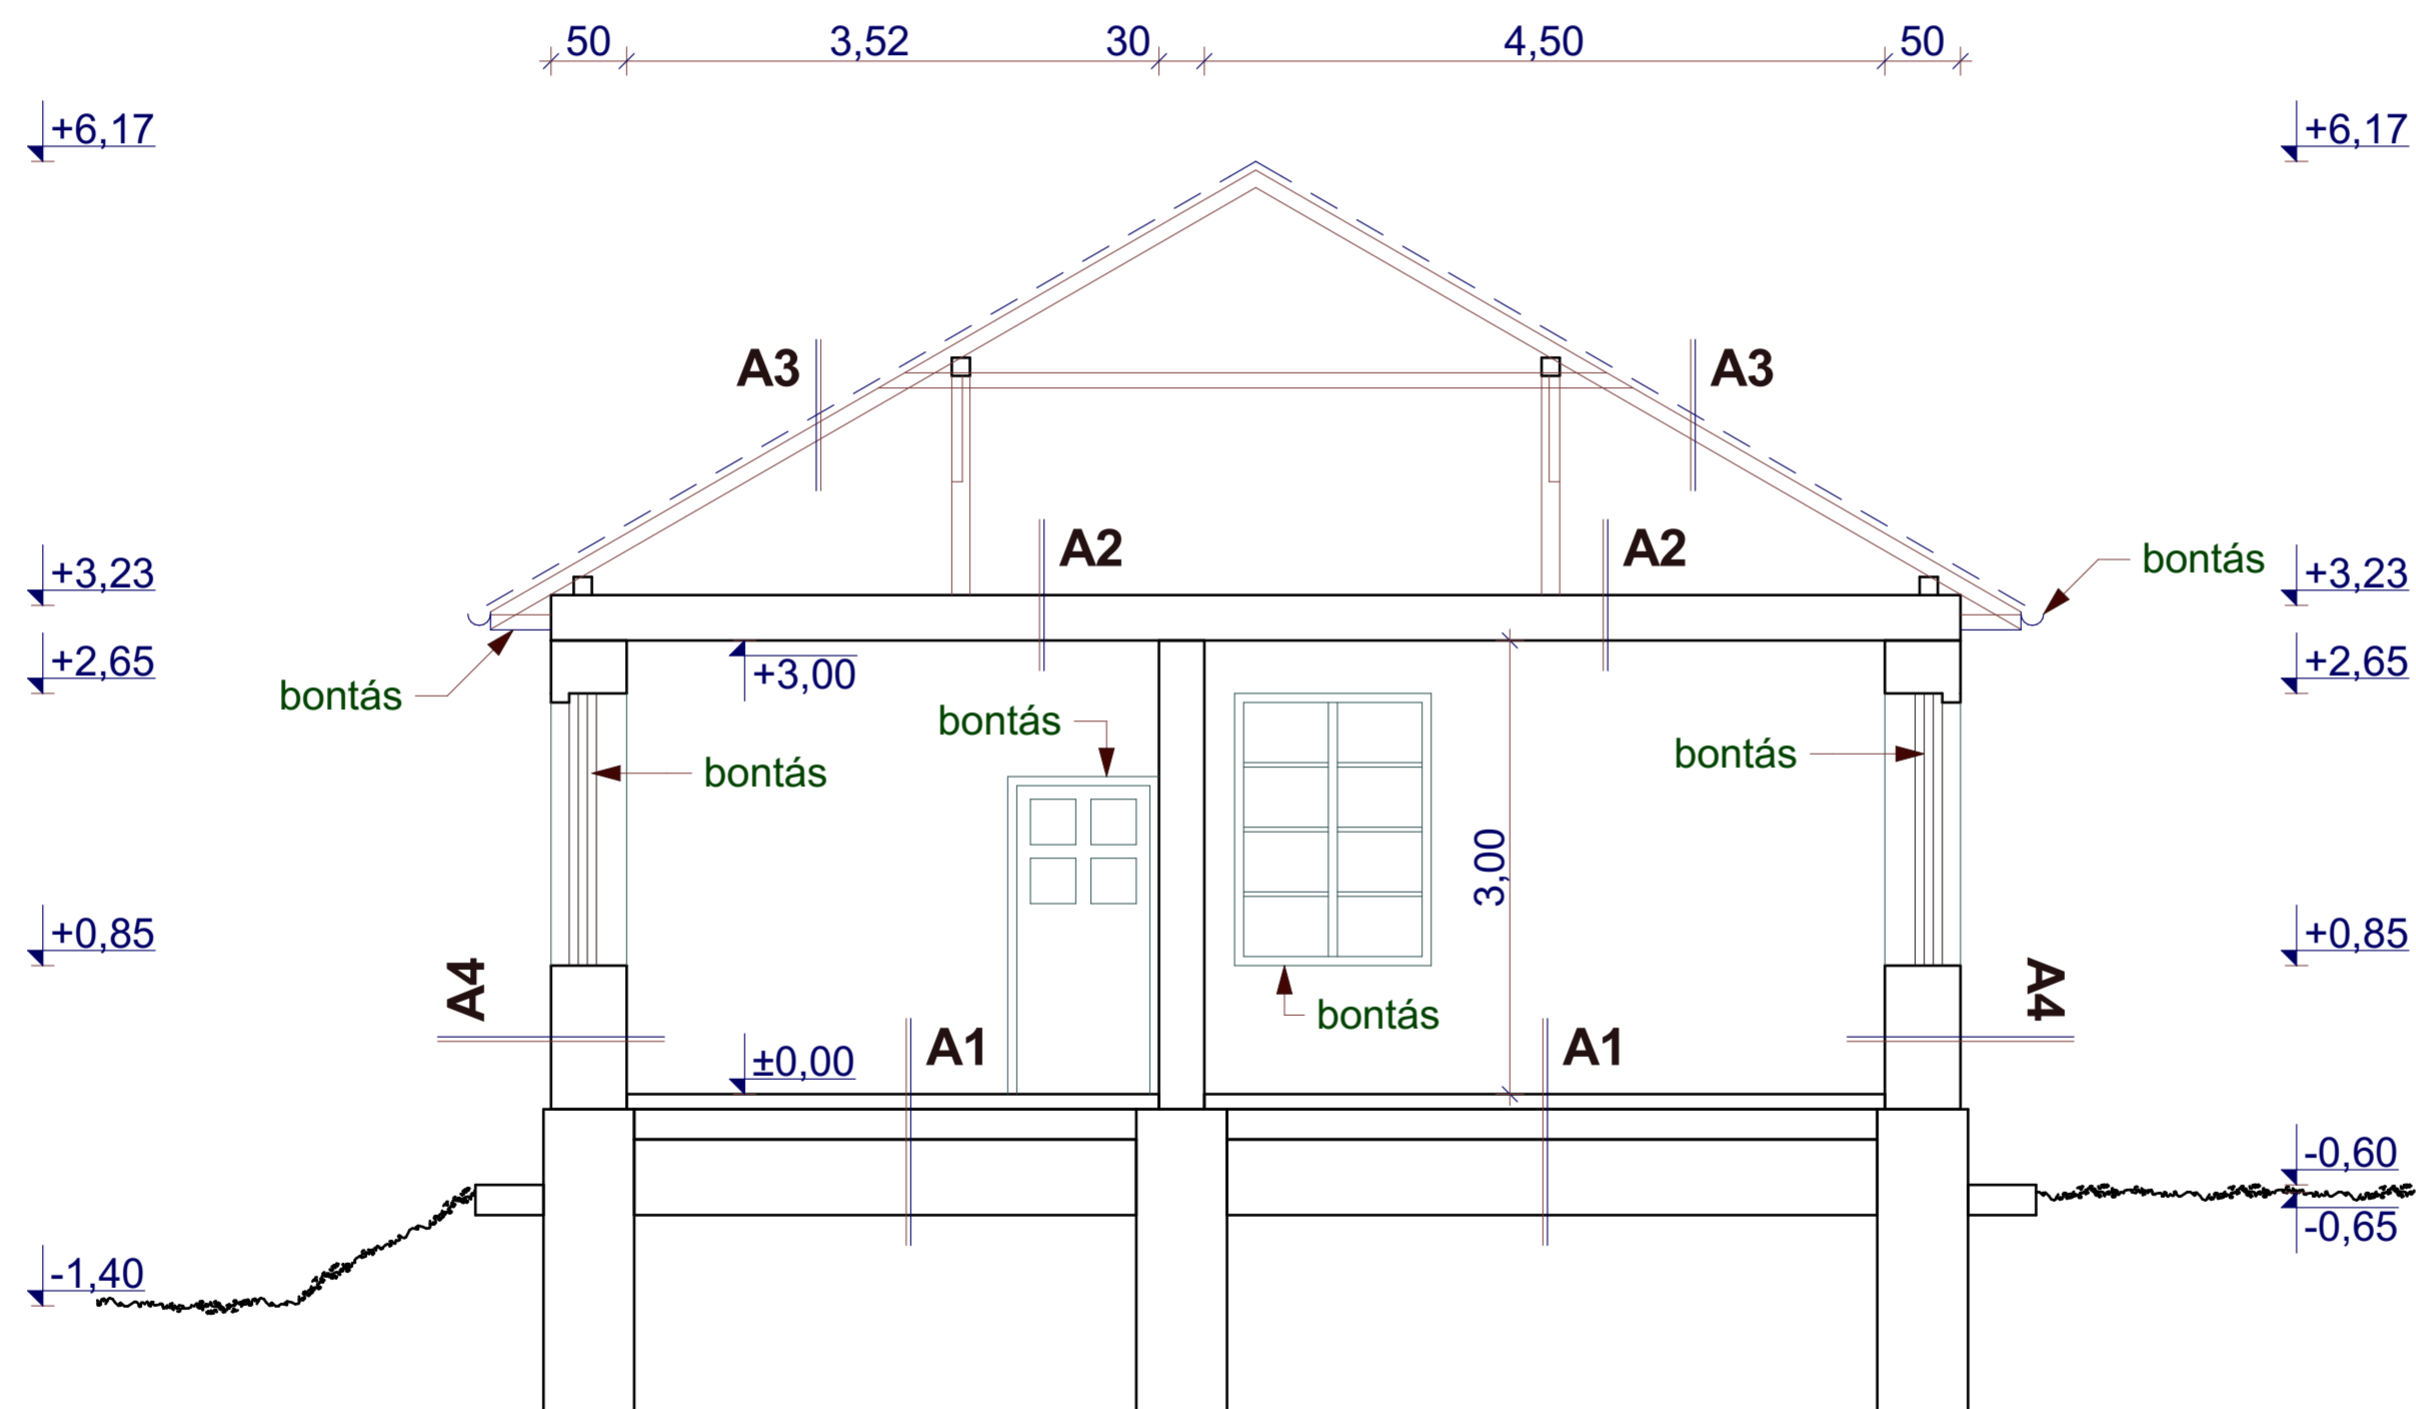 50 3,52 30 4,50 50
+6,17 +6,17
A3 A3
A2 A2
bontás
+3,23 +3,23
+2,65 +2,65
+3,00
bontás
bontás
bontás
bontás
3,00
+0,85 +0,85
A4 A4
bontás
±0,00
A1 A1
-0,60
-0,65
-1,40